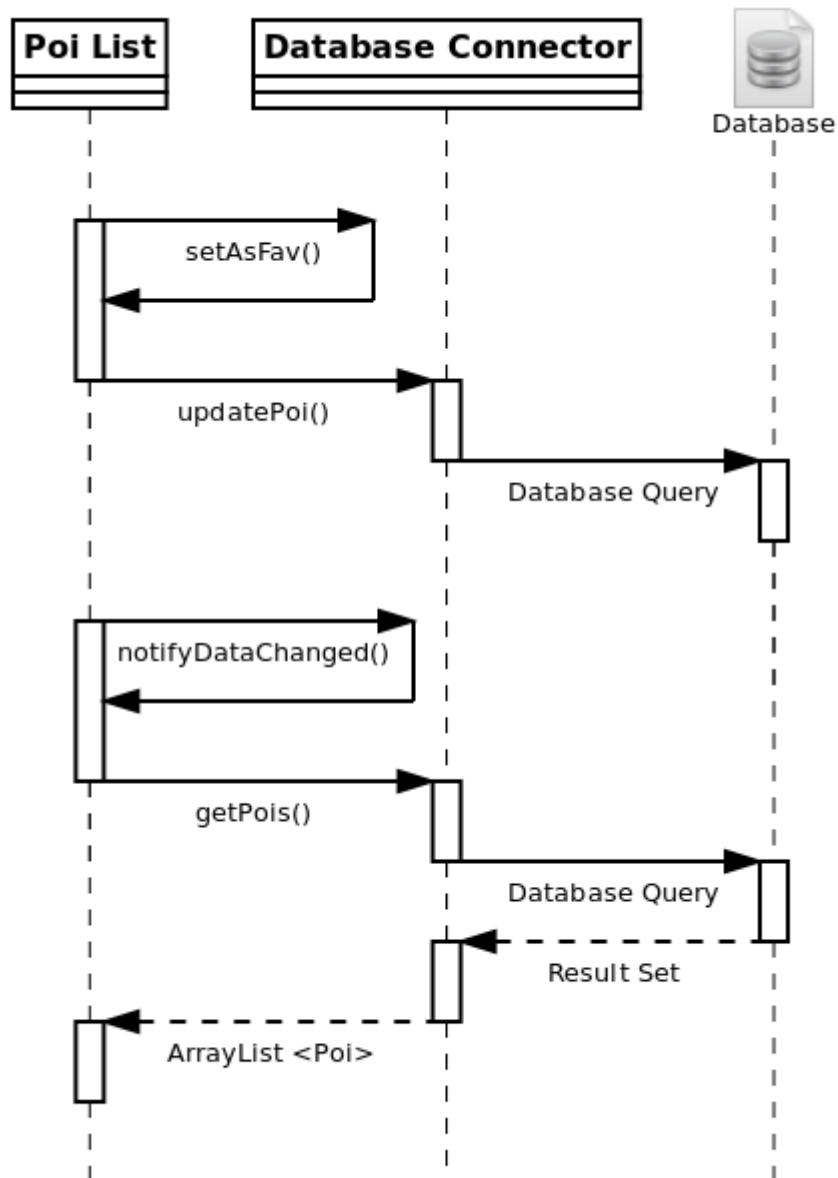 Poi List
Database Connector
Database
setAsFav()
updatePoi()
Database Query
notifyDataChanged()
getPois()
Database Query
Result Set
ArrayList <Poi>